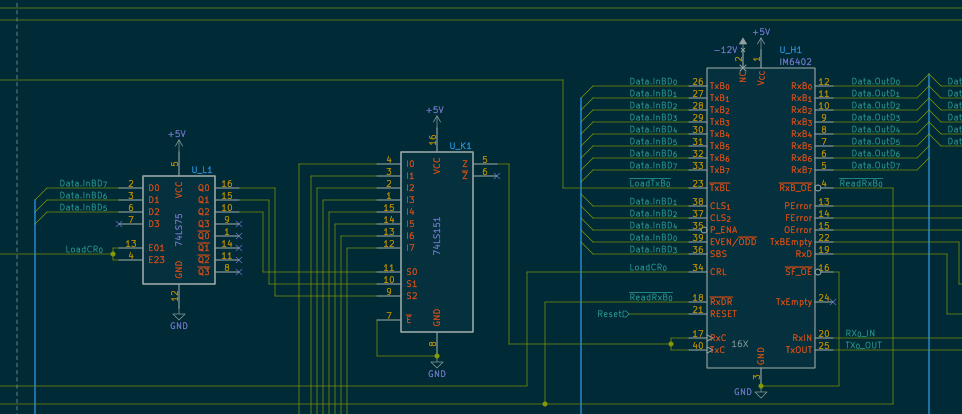 +5V
-12V
U_H1
IM6402
2
1
NC
Vcc
Data.InBD0 26 TxB0 RxB0 12 Data.OutD0
Data.InBD1 27 TxB1 RxB1 11 Data.OutD1
Data.InBD2 28 TxB2 RxB2 10 Data.OutD2
Data.InBD3 29 TxB3 RxB3 9 Data.OutD3
Data.InBD4 30 TxB4 RxB4 8 Data.OutD4
Data.InBD5 31 TxB5 RxB5 7 Data.OutD5
Data.InBD6 32 TxB6 RxB6 6 Data.OutD6
Data.InBD7 33 TxB7 RxB7 5 Data.OutD7
Dat
Dat
Dat
Dat
Dat
Dat
LoadTxB0 23 TxBL RxB_OE 4 ReadRxB0
Data.InBD1 38 CLS1 PError 13
Data.InBD2 37 CLS2 FError 14
Data.InBD4 35 P_ENA OError 15
Data.InBD0 39 EVEN/ODD TxBEmpty 22
Data.InBD3 36 SBS RxD 19
LoadCR0 34 CRL SF_OE 16
ReadRxB0 18 RxDR TxEmpty 24
Reset 21 RESET
17 RxC 16X RxIN 20 RX0_IN
40 TxC TxOUT 25 TX0_OUT
GND
3
GND
+5V
16
U_K1
VCC
74LS151
4 I0 Z 5
3 I1 Z 6
2 I2
1 I3
15 I4
14 I5
13 I6
12 I7
11 S0
10 S1
9 S2
7 E
GND
8
GND
+5V
5
U_L1
VCC
74LS75
Data.InBD7 2 D0 Q0 16
Data.InBD6 3 D1 Q1 15
Data.InBD5 6 D2 Q2 10
7 D3 Q3 9
Q0 1
LoadCR0 13 E01 Q1 14
4 E23 Q2 11
Q3 8
GND
12
GND